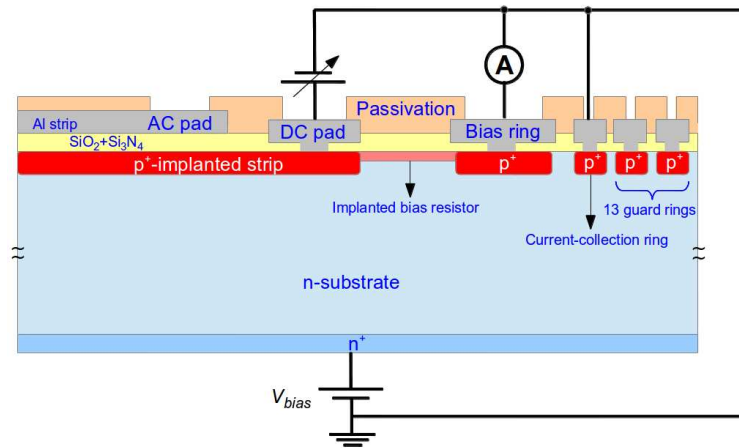 A
Passivation
Al strip
AC pad
DC pad
Bias ring
SiO2+Si3N4
p+-implanted strip
p+
p+
p+
p+
Implanted bias resistor
13 guard rings
Current-collection ring
n-substrate
n+
Vbias